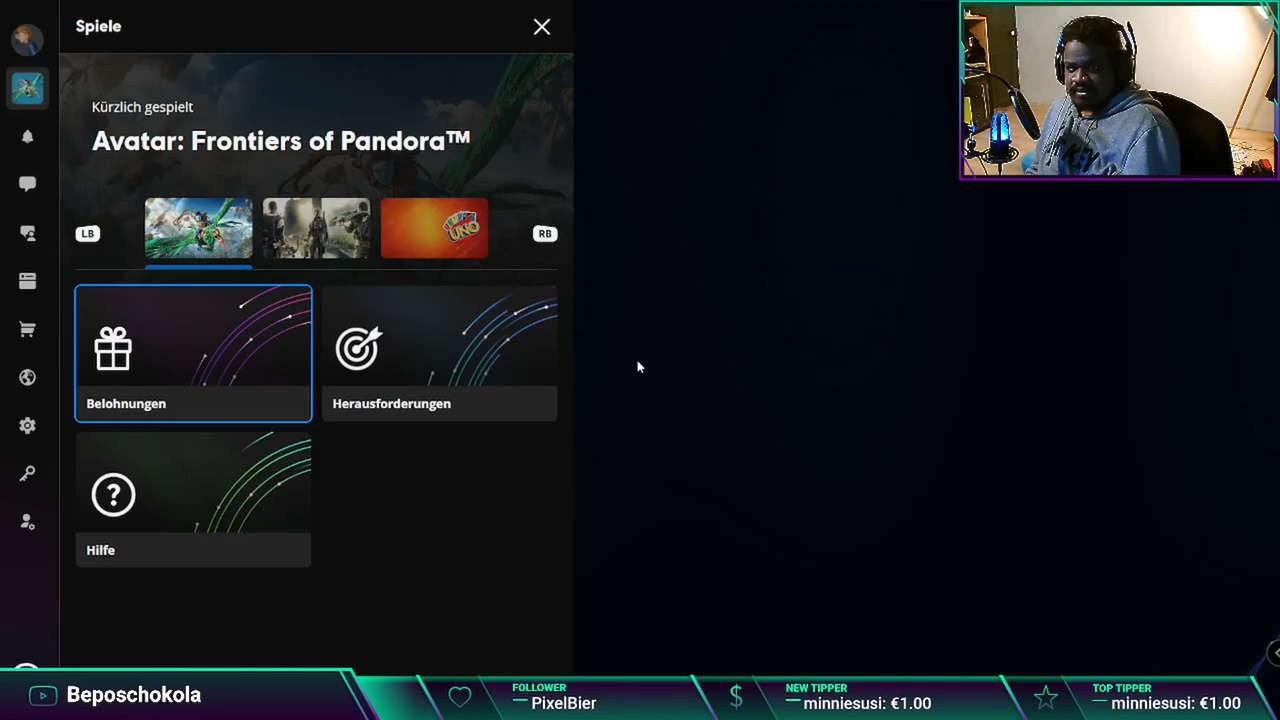 Spiele
Kürzlich gespielt
Avatar: Frontiers of Pandora™
LB
UNO
RB
Belohnungen
Herausforderungen
?
Hilfe
Beposchokola
FOLLOWER
PixelBier
$
NEW TIPPER
minniesusi: €1.00
TOP TIPPER
minniesusi: €1.00